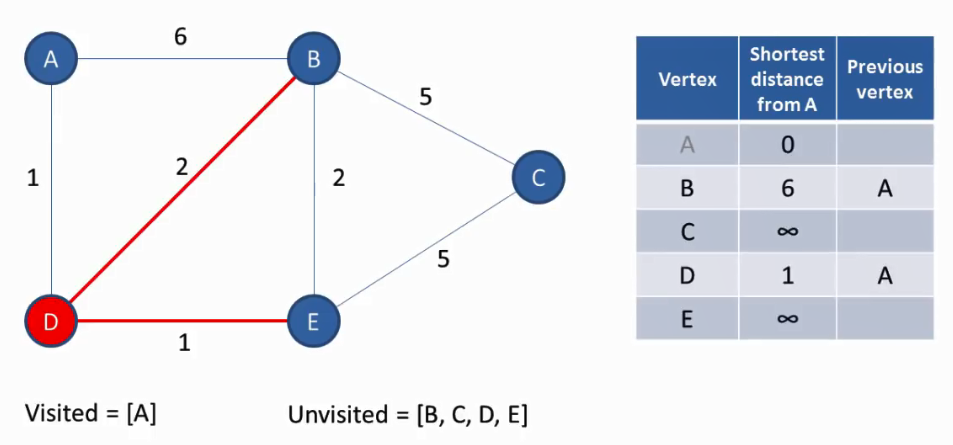 6
A
B
5
1
2
2
C
5
D
E
1
Vertex
Shortest
distance
from A
Previous
vertex
A 0
B 6 A
C ∞
D 1 A
E ∞
Visited = [A]
Unvisited = [B, C, D, E]